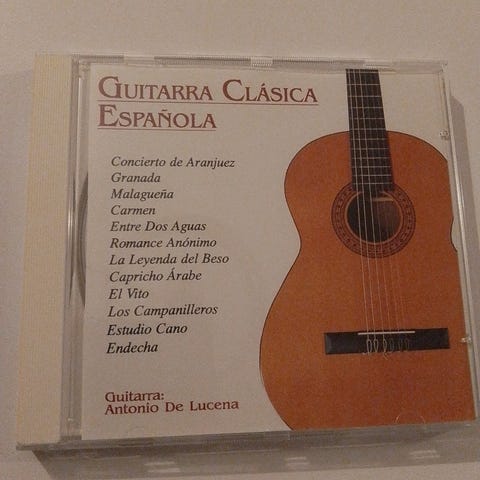 GUITARRA CLÁSICA
ESPAÑOLA
Concierto de Aranjuez
Granada
Malagueña
Carmen
Entre Dos Aguas
Romance Anónimo
La Leyenda del Beso
Capricho Árabe
El Vito
Los Campanilleros
Estudio Cano
Endecha
Guitarra:
Antonio De Lucena